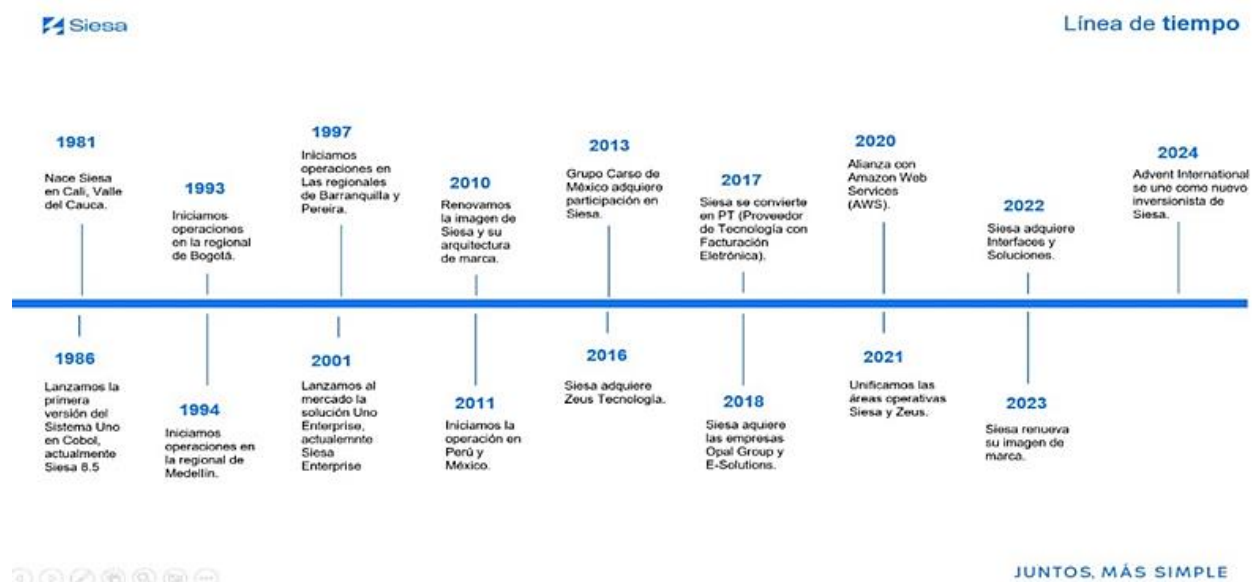 Siesa
Línea de tiempo
1981
Nace Siesa
en Cali, Valle
del Cauca.
1993
Iniciamos
operaciones
en la regional
de Bogotá.
1997
Iniciamos
operaciones en
Las regionales
de Barranquilla y
Pereira.
2010
Renovamos
la imagen de
Siesa y su
arquitectura
de marca.
2013
Grupo Carso de
México adquiere
participación en
Siesa.
2017
Siesa se convierte
en PT (Proveedor
de Tecnología con
Facturación
Eletrónica).
2020
Alianza con
Amazon Web
Services
(AWS).
2022
Siesa adquiere
Interfaces y
Soluciones.
2024
Advent International
se une como nuevo
inversionista de
Siesa.
1986
Lanzamos la
primera
versión del
Sistema Uno
en Cobol,
actualmente
Siesa 8.5
1994
Iniciamos
operaciones en
la regional de
Medellín.
2001
Lanzamos al
mercado la
solución Uno
Enterprise,
actualemnte
Siesa
Enterprise
2011
Iniciamos la
operación en
Perú y
México.
2016
Siesa adquiere
Zeus Tecnología.
2018
Siesa aquiere
las empresas
Opal Group y
E-Solutions.
2021
Unificamos las
áreas operativas
Siesa y Zeus.
2023
Siesa renueva
su imagen de
marca.
JUNTOS, MÁS SIMPLE